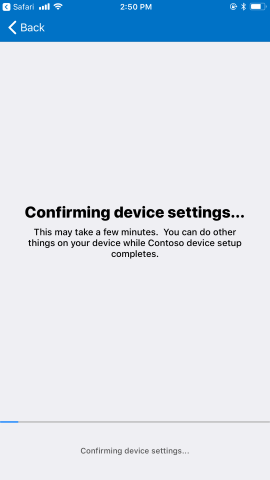 Safari 2:50 PM
Back
Confirming device settings...
This may take a few minutes. You can do other
things on your device while Contoso device setup
completes.
Confirming device settings...